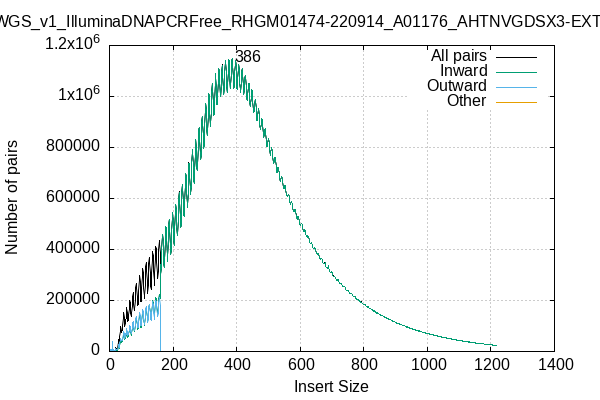 WGS_v1_IlluminaDNAPCRFree_RHGM01474-220914_A01176_AHTNVGDSX3-EXT
1.2x10^6
1x10^6
800000
600000
400000
200000
0
Number of pairs
386
All pairs
Inward
Outward
Other
0 200 400 600 800 1000 1200 1400
Insert Size